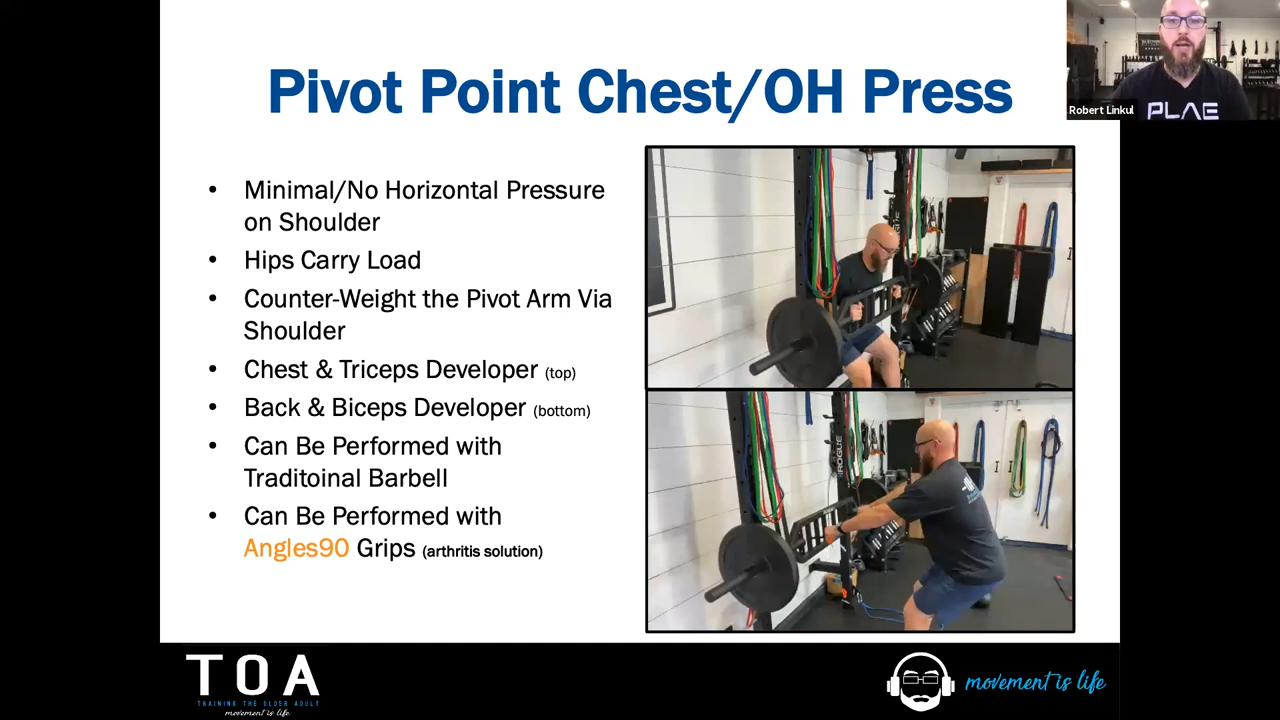 Pivot Point Chest/OH Press
Robert Linkul
PLAE
Minimal/No Horizontal Pressure
on Shoulder
Hips Carry Load
Counter-Weight the Pivot Arm Via
Shoulder
Chest & Triceps Developer (top)
Back & Biceps Developer (bottom)
Can Be Performed with
Traditoinal Barbell
Can Be Performed with
Angles90 Grips (arthritis solution)
ROGUE
TOA
TRAINING THE OLDER ADULT
movement is life
movement is life